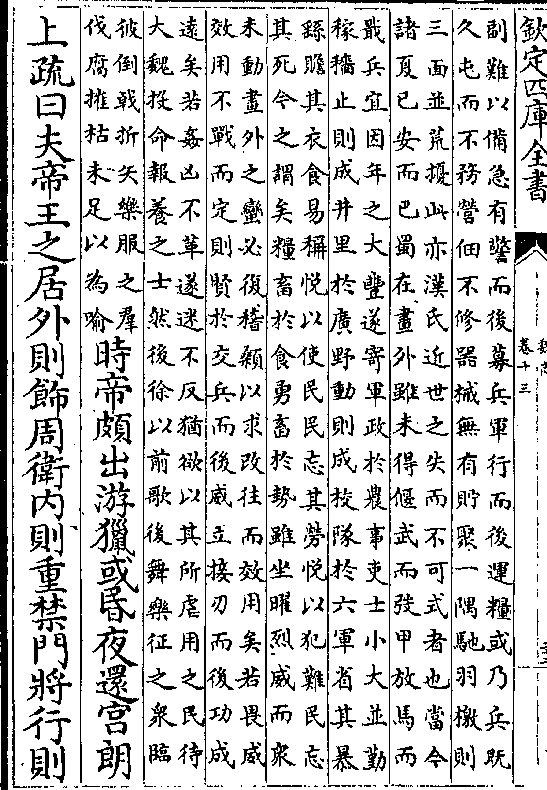 欽定四庫全書
卷十三
副難以備急有警而後募兵軍行而後運糧或乃兵既
久屯而不務營佃不修器械無有貯聚一隅馳羽檄則
三面並荒擾此亦漢氏近世之失而不可式者也當今
諸夏已安而巴蜀在畫外雖未得偃武而弢甲放馬而
戢兵宜因年之大豐遂寄軍政於農事吏士小大並勤
稼穡止則成井里於廣野動則成校隊於六軍省其暴
繇贍其衣食易稱悅以使民民忘其勞悅以犯難民忘
其死今之謂矣糧畜於食勇畜於勢雖坐曜烈威而衆
未動畫外之蠻必復稽顙以求改往而效用矣若畏威
效用不戰而定則賢於交兵而後威立接刃而後功成
遠矣若姦凶不革遂迷不反猶欲以其所虐用之民待
大魏投命報養之士然後徐以前歌後舞樂征之衆臨
彼倒戟折矢樂服之羣
伐腐摧枯未足以為喻
時帝頗出游獵或昏夜還宮朗
上疏曰夫帝王之居外則飾周衛内則重禁門將行則